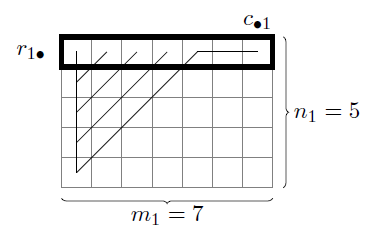 c●1
r1●
n1 = 5
m1 = 7